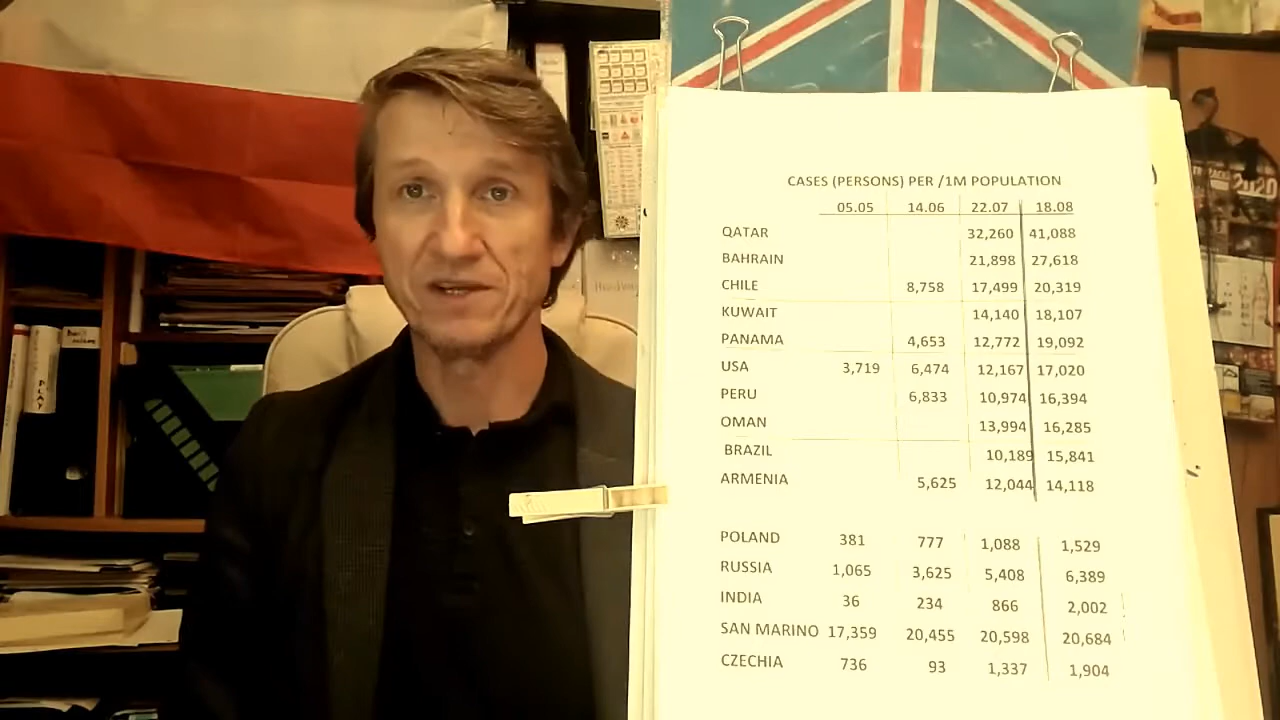 CASES (PERSONS) PER /1M POPULATION
05.05 14.06 22.07 18.08
QATAR 32,260 41,088
BAHRAIN 21,898 27,618
CHILE 8,758 17,499 20,319
KUWAIT 14,140 18,107
PANAMA 4,653 12,772 19,092
USA 3,719 6,474 12,167 17,020
PERU 6,833 10,974 16,394
OMAN 13,994 16,285
BRAZIL 10,189 15,841
ARMENIA 5,625 12,044 14,118
POLAND 381 777 1,088 1,529
RUSSIA 1,065 3,625 5,408 6,389
INDIA 36 234 866 2,002
SAN MARINO 17,359 20,455 20,598 20,684
CZECHIA 736 93 1,337 1,904
PLAY
2020